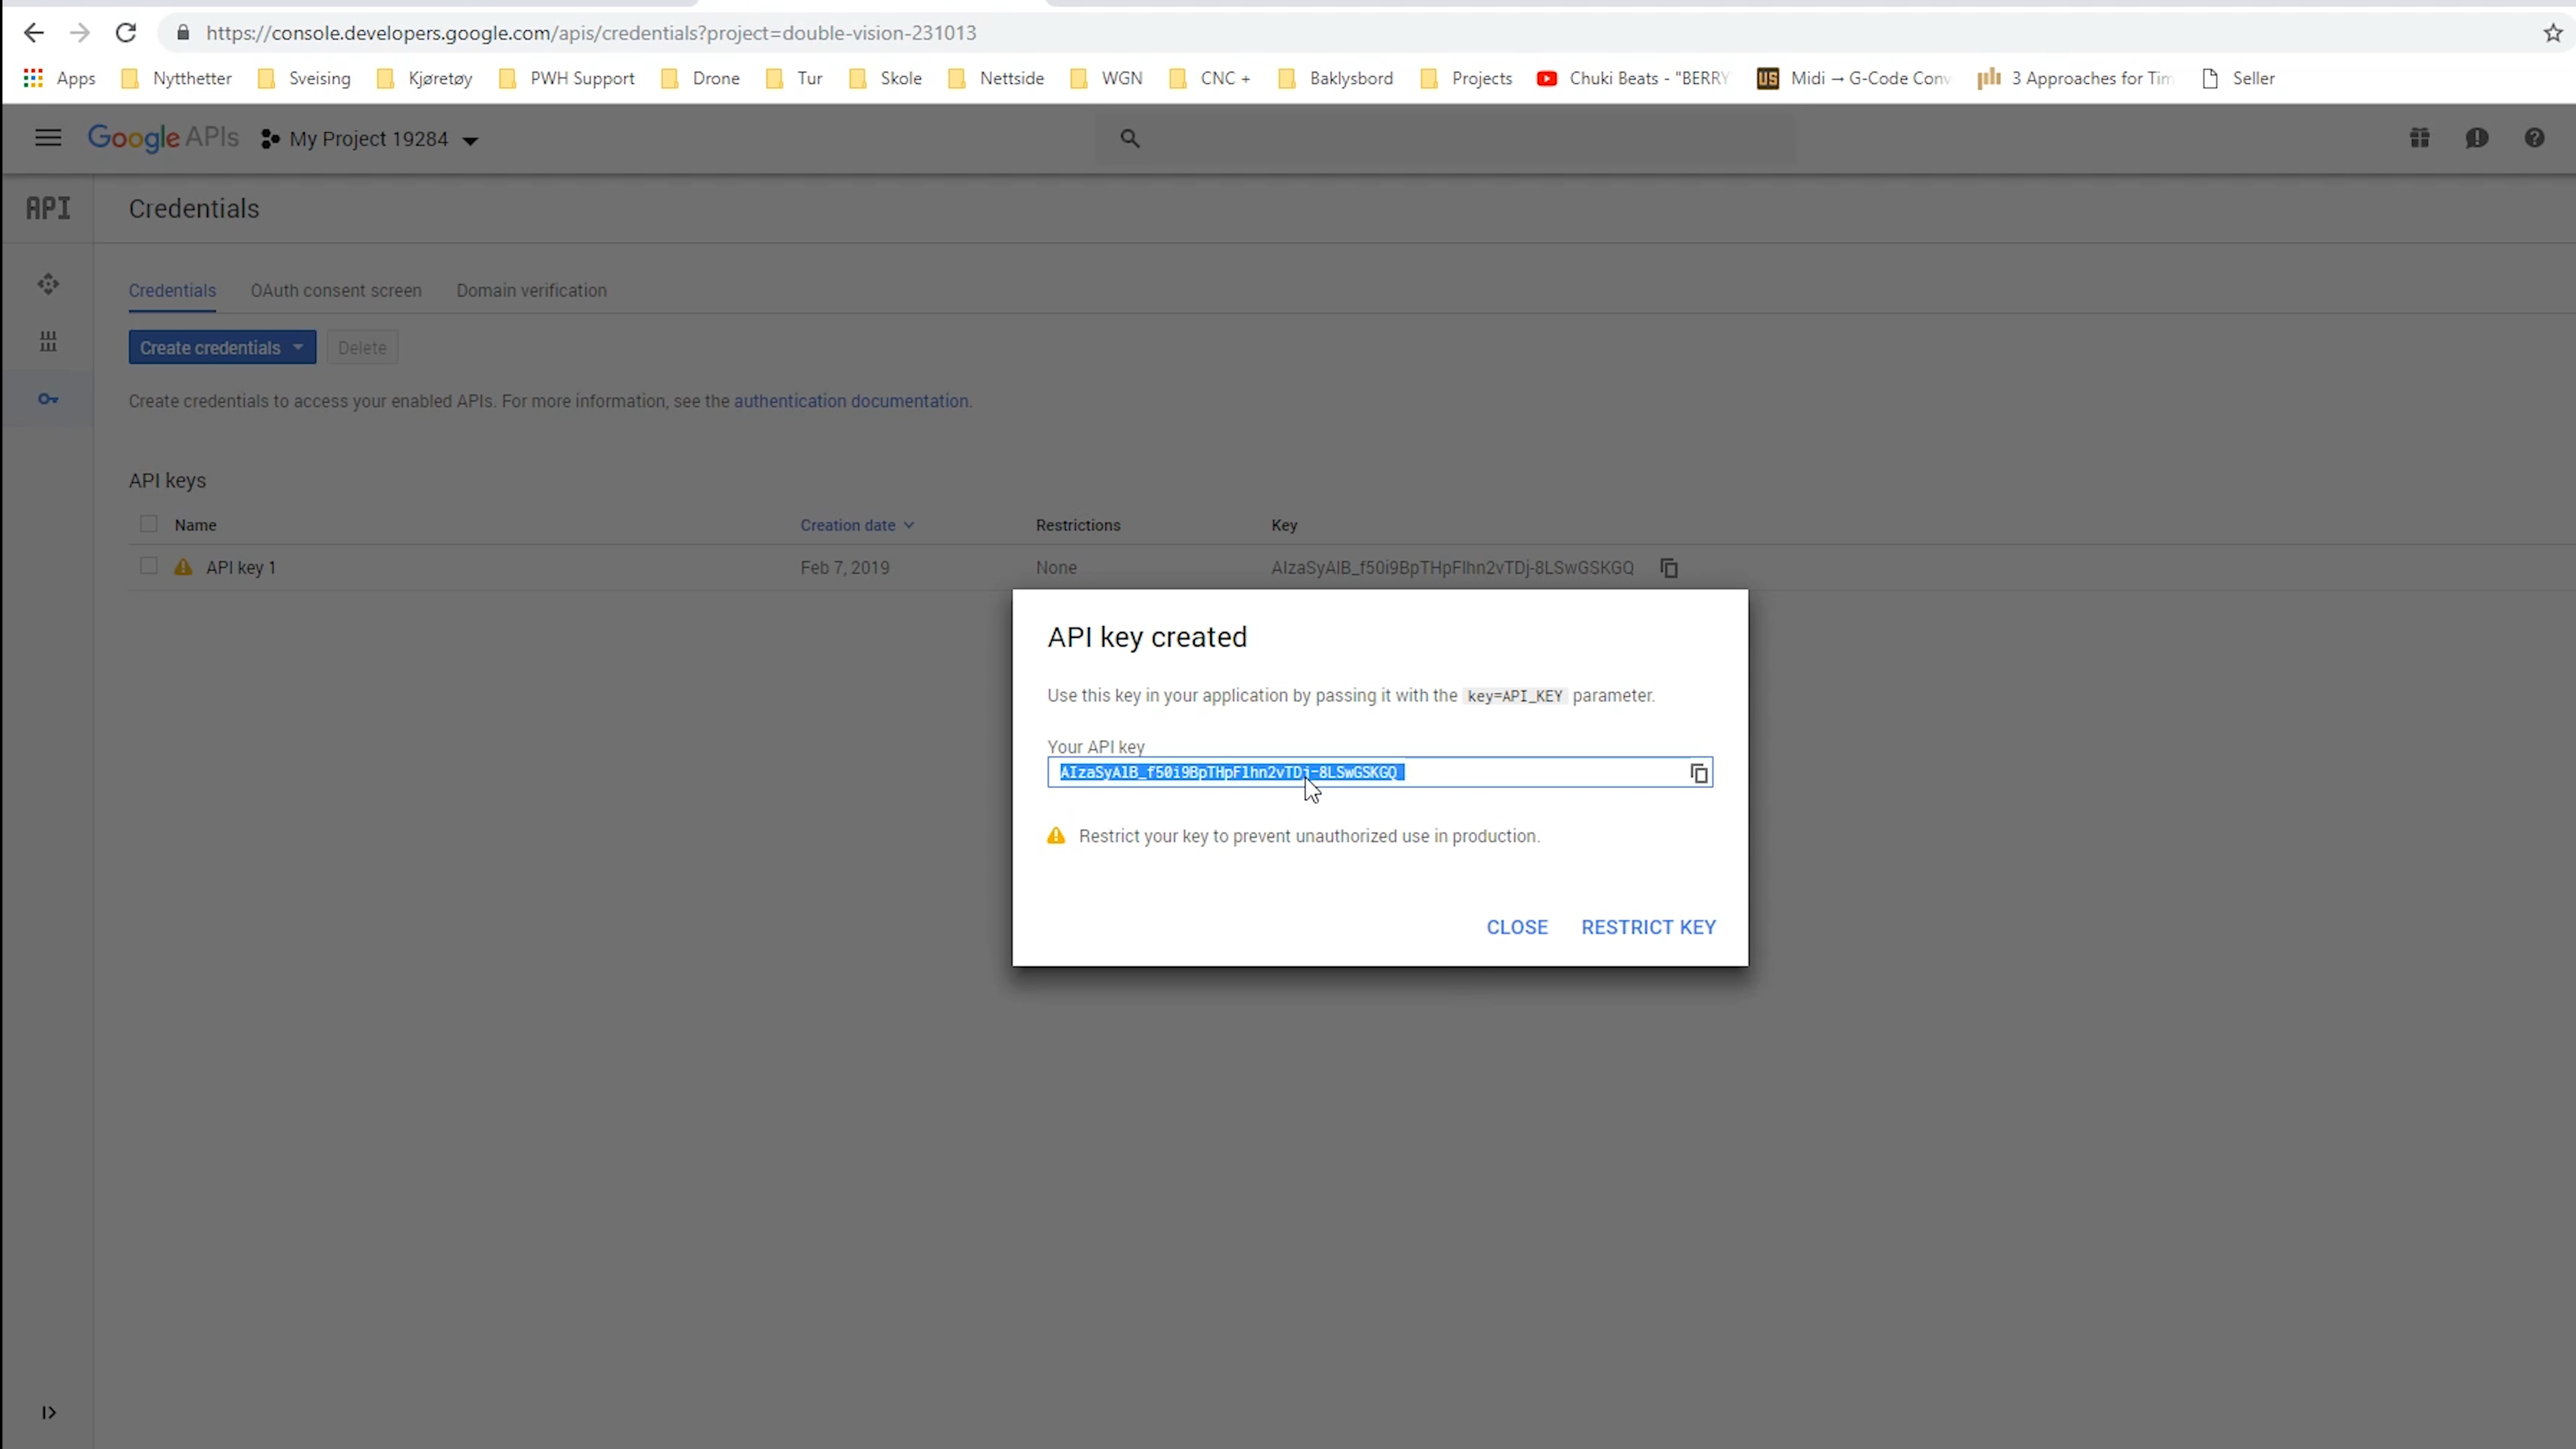 https://console.developers.google.com/apis/credentials?project=double-vision-231013
Apps Nytthetter Sveising Kjøretøy PWH Support Drone Tur Skole Nettside WGN CNC + Baklysbord Projects Chuki Beats - "BERRY Midi → G-Code Conv 3 Approaches for Tim Seller
Google APIs My Project 19284
API Credentials
Credentials OAuth consent screen Domain verification
Create credentials Delete
Create credentials to access your enabled APIs. For more information, see the authentication documentation.
API keys
Name Creation date Restrictions Key
API key 1 Feb 7, 2019 None AIzaSyAlB_f50i9BpTHpFlhn2vTDj-8LSwGSKGQ
API key created
Use this key in your application by passing it with the key=API_KEY parameter.
Your API key
AIzaSyAlB_f50i9BpTHpFlhn2vTDj-8LSwGSKGQ
Restrict your key to prevent unauthorized use in production.
CLOSE RESTRICT KEY